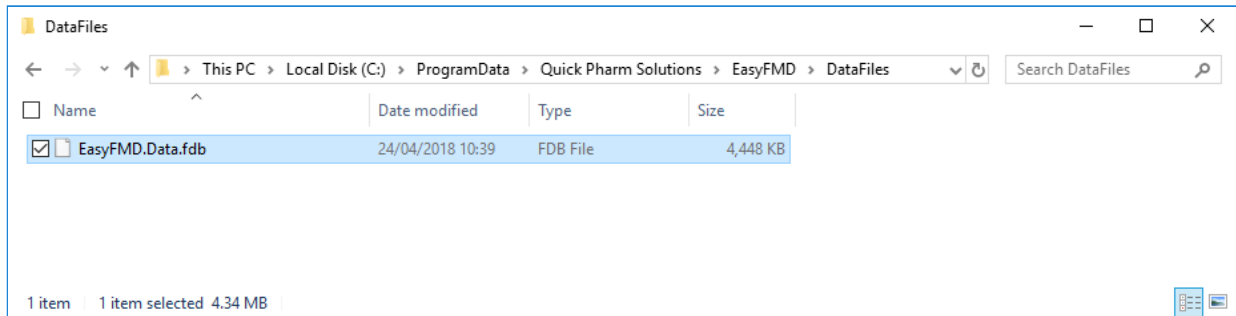 DataFiles
This PC > Local Disk (C:) > ProgramData > Quick Pharm Solutions > EasyFMD > DataFiles Search DataFiles
Name Date modified Type Size
EasyFMD.Data.fdb 24/04/2018 10:39 FDB File 4,448 KB
1 item 1 item selected 4.34 MB